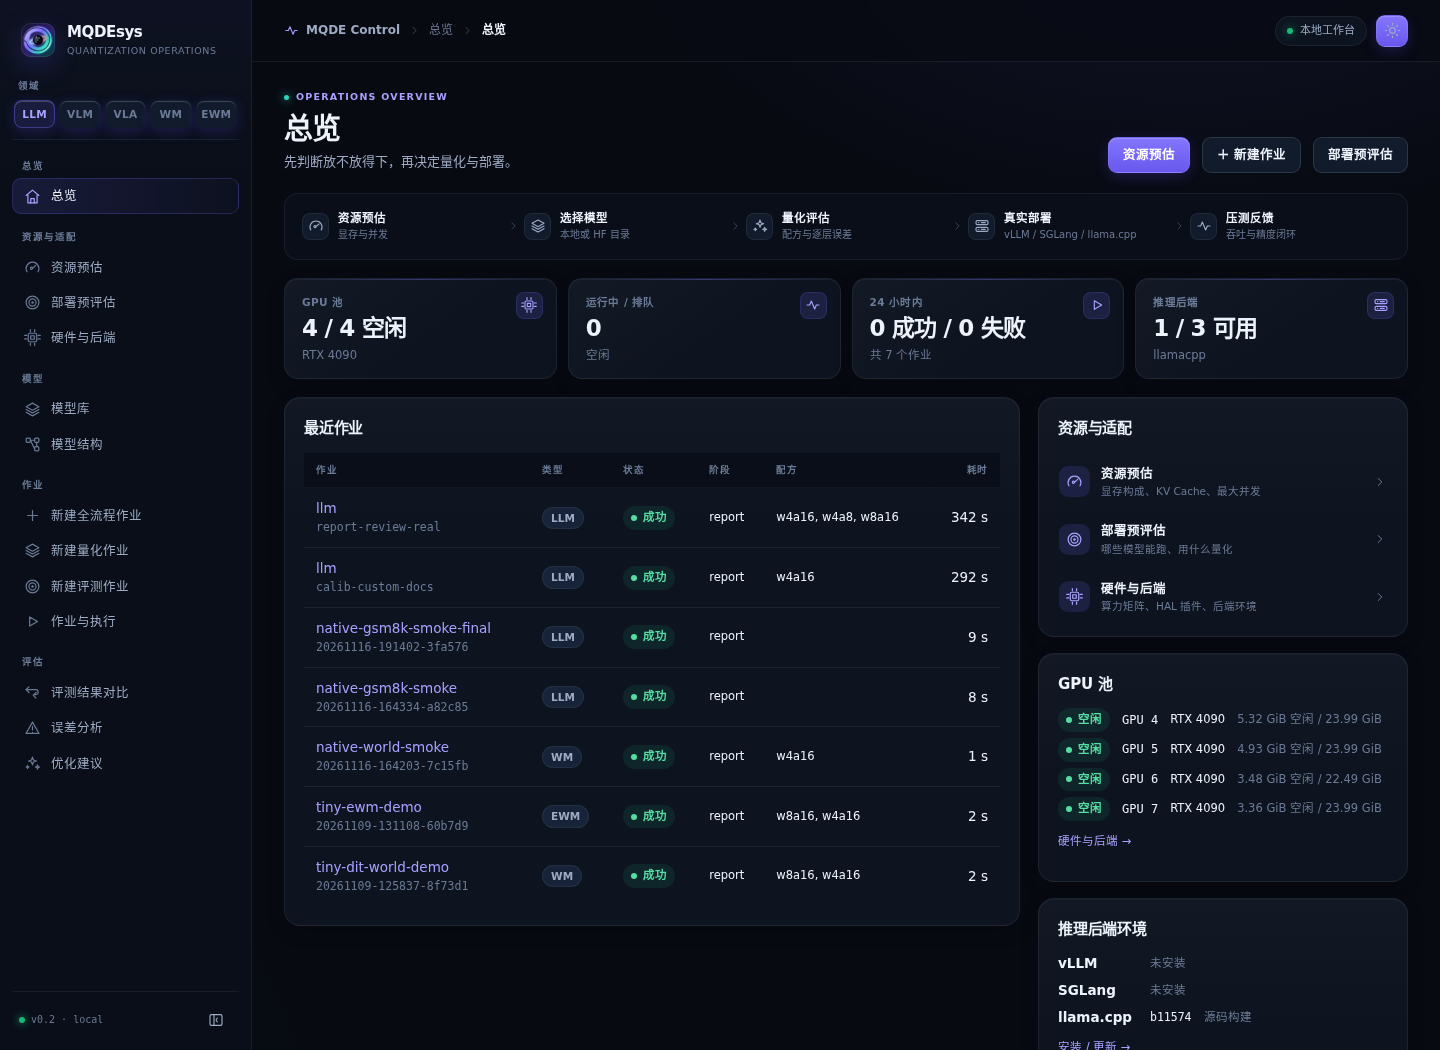 MQDEsys
QUANTIZATION OPERATIONS
领域
LLM VLM VLA WM EWM
总览
总览
资源与适配
资源预估
部署预评估
硬件与后端
模型
模型库
模型结构
作业
新建全流程作业
新建量化作业
新建评测作业
作业与执行
评估
评测结果对比
误差分析
优化建议
v0.2 · local
MQDE Control > 总览 > 总览
本地工作台
OPERATIONS OVERVIEW
总览
先判断放不放得下，再决定量化与部署。
资源预估
+ 新建作业
部署预评估
资源预估
显存与并发
选择模型
本地或 HF 目录
量化评估
配方与逐层误差
真实部署
vLLM / SGLang / llama.cpp
压测反馈
吞吐与精度闭环
GPU 池
4 / 4 空闲
RTX 4090
运行中 / 排队
0
空闲
24 小时内
0 成功 / 0 失败
共 7 个作业
推理后端
1 / 3 可用
llamacpp
最近作业
作业 类型 状态 阶段 配方 耗时
llm LLM 成功 report w4a16, w4a8, w8a16 342 s
report-review-real
llm LLM 成功 report w4a16 292 s
calib-custom-docs
native-gsm8k-smoke-final LLM 成功 report 9 s
20261116-191402-3fa576
native-gsm8k-smoke LLM 成功 report 8 s
20261116-164334-a82c85
native-world-smoke WM 成功 report w4a16 1 s
20261116-164203-7c15fb
tiny-ewm-demo EWM 成功 report w8a16, w4a16 2 s
20261109-131108-60b7d9
tiny-dit-world-demo WM 成功 report w8a16, w4a16 2 s
20261109-125837-8f73d1
资源与适配
资源预估
显存构成、KV Cache、最大并发
部署预评估
哪些模型能跑、用什么量化
硬件与后端
算力矩阵、HAL 插件、后端环境
GPU 池
空闲 GPU 4 RTX 4090 5.32 GiB 空闲 / 23.99 GiB
空闲 GPU 5 RTX 4090 4.93 GiB 空闲 / 23.99 GiB
空闲 GPU 6 RTX 4090 3.48 GiB 空闲 / 22.49 GiB
空闲 GPU 7 RTX 4090 3.36 GiB 空闲 / 23.99 GiB
硬件与后端 →
推理后端环境
vLLM 未安装
SGLang 未安装
llama.cpp b11574 源码构建
安装 / 更新 →